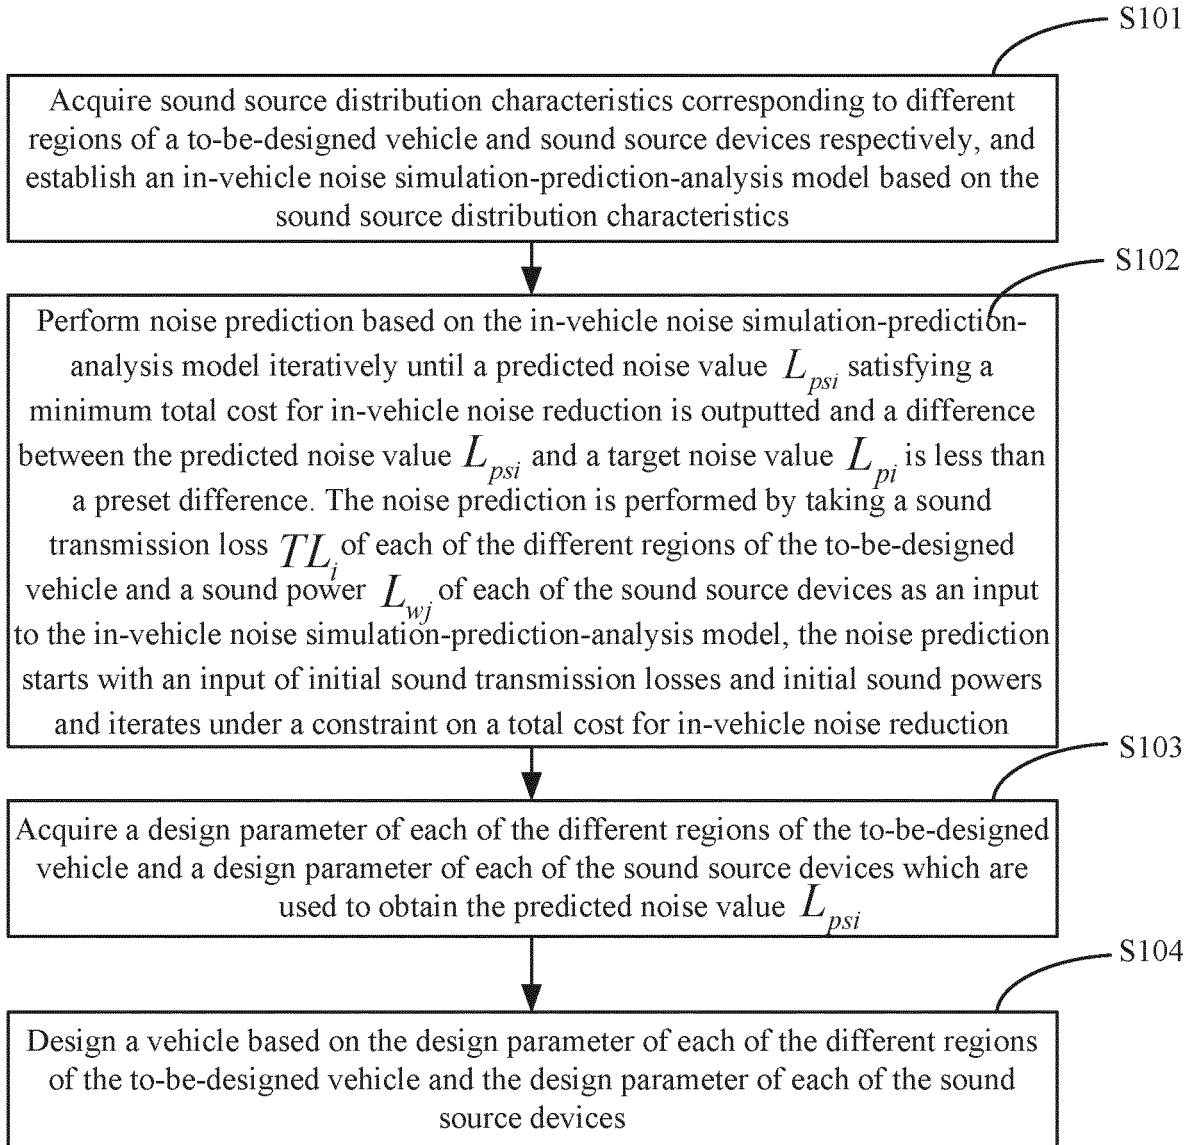 S101
Acquire sound source distribution characteristics corresponding to different
regions of a to-be-designed vehicle and sound source devices respectively, and
establish an in-vehicle noise simulation-prediction-analysis model based on the
sound source distribution characteristics
S102
Perform noise prediction based on the in-vehicle noise simulation-prediction-
analysis model iteratively until a predicted noise value L_psi satisfying a
minimum total cost for in-vehicle noise reduction is outputted and a difference
between the predicted noise value L_psi and a target noise value L_pi is less than
a preset difference. The noise prediction is performed by taking a sound
transmission loss TL_i of each of the different regions of the to-be-designed
vehicle and a sound power L_wj of each of the sound source devices as an input
to the in-vehicle noise simulation-prediction-analysis model, the noise prediction
starts with an input of initial sound transmission losses and initial sound powers
and iterates under a constraint on a total cost for in-vehicle noise reduction
S103
Acquire a design parameter of each of the different regions of the to-be-designed
vehicle and a design parameter of each of the sound source devices which are
used to obtain the predicted noise value L_psi
S104
Design a vehicle based on the design parameter of each of the different regions
of the to-be-designed vehicle and the design parameter of each of the sound
source devices